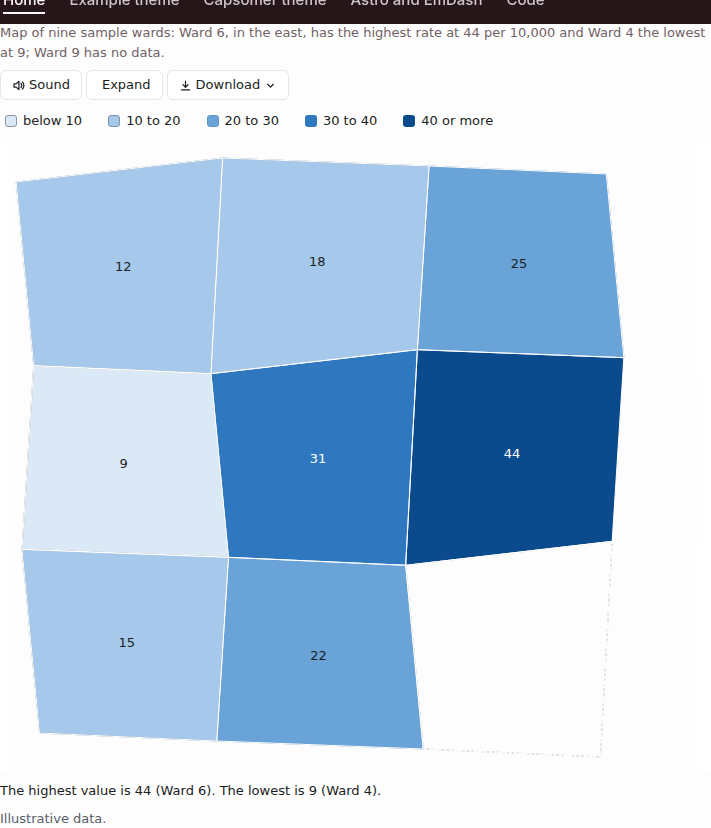 Home Example theme Capsomer theme Astro and EmDash Code
Map of nine sample wards: Ward 6, in the east, has the highest rate at 44 per 10,000 and Ward 4 the lowest
at 9; Ward 9 has no data.
Sound Expand Download
below 10 10 to 20 20 to 30 30 to 40 40 or more
12 18 25
9 31 44
15 22
The highest value is 44 (Ward 6). The lowest is 9 (Ward 4).
Illustrative data.